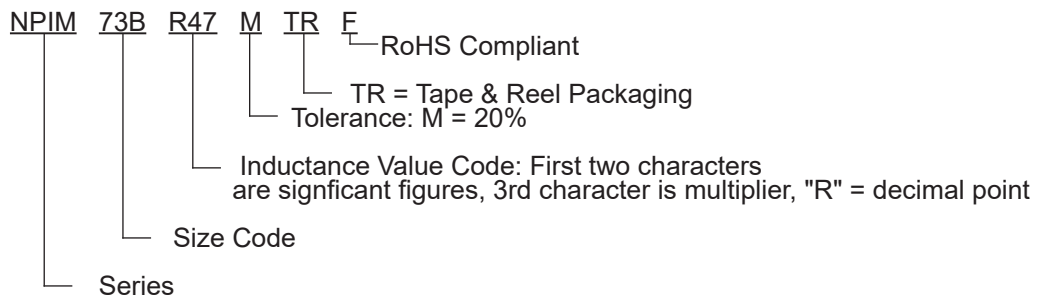 NPIM 73B R47 M TR F
RoHS Compliant
TR = Tape & Reel Packaging
Tolerance: M = 20%
Inductance Value Code: First two characters
are signficant figures, 3rd character is multiplier, "R" = decimal point
Size Code
Series